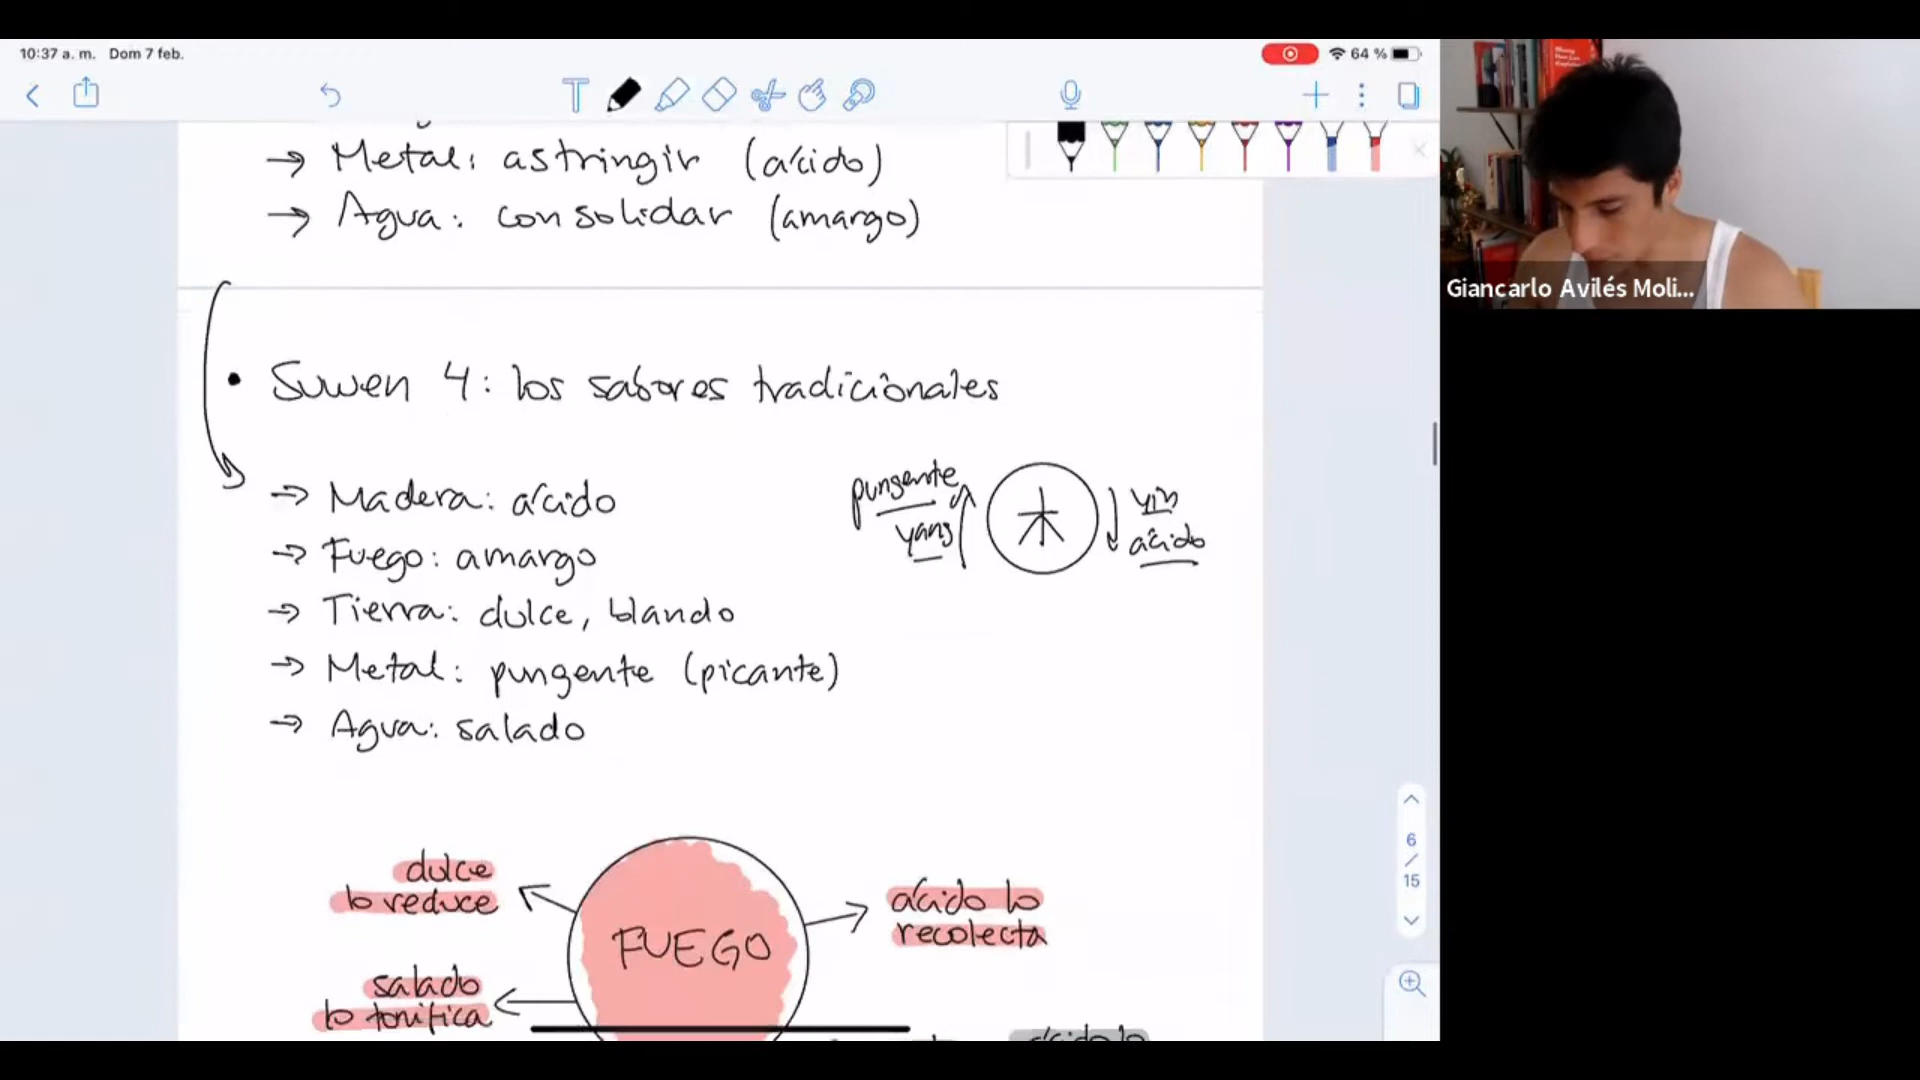 10:37 a. m. Dom 7 feb.
64 %
→ Metal: astringir (ácido)
→ Agua: consolidar (amargo)
• Suwen 4: los sabores tradicionales
→ Madera: ácido
→ Fuego: amargo
→ Tierra: dulce, blando
→ Metal: pungente (picante)
→ Agua: salado
pungente
yang
木
yin
ácido
dulce
lo reduce
FUEGO
ácido lo
recolecta
salado
lo tonifica
ácido lo
6
/
15
Giancarlo Avilés Moli...